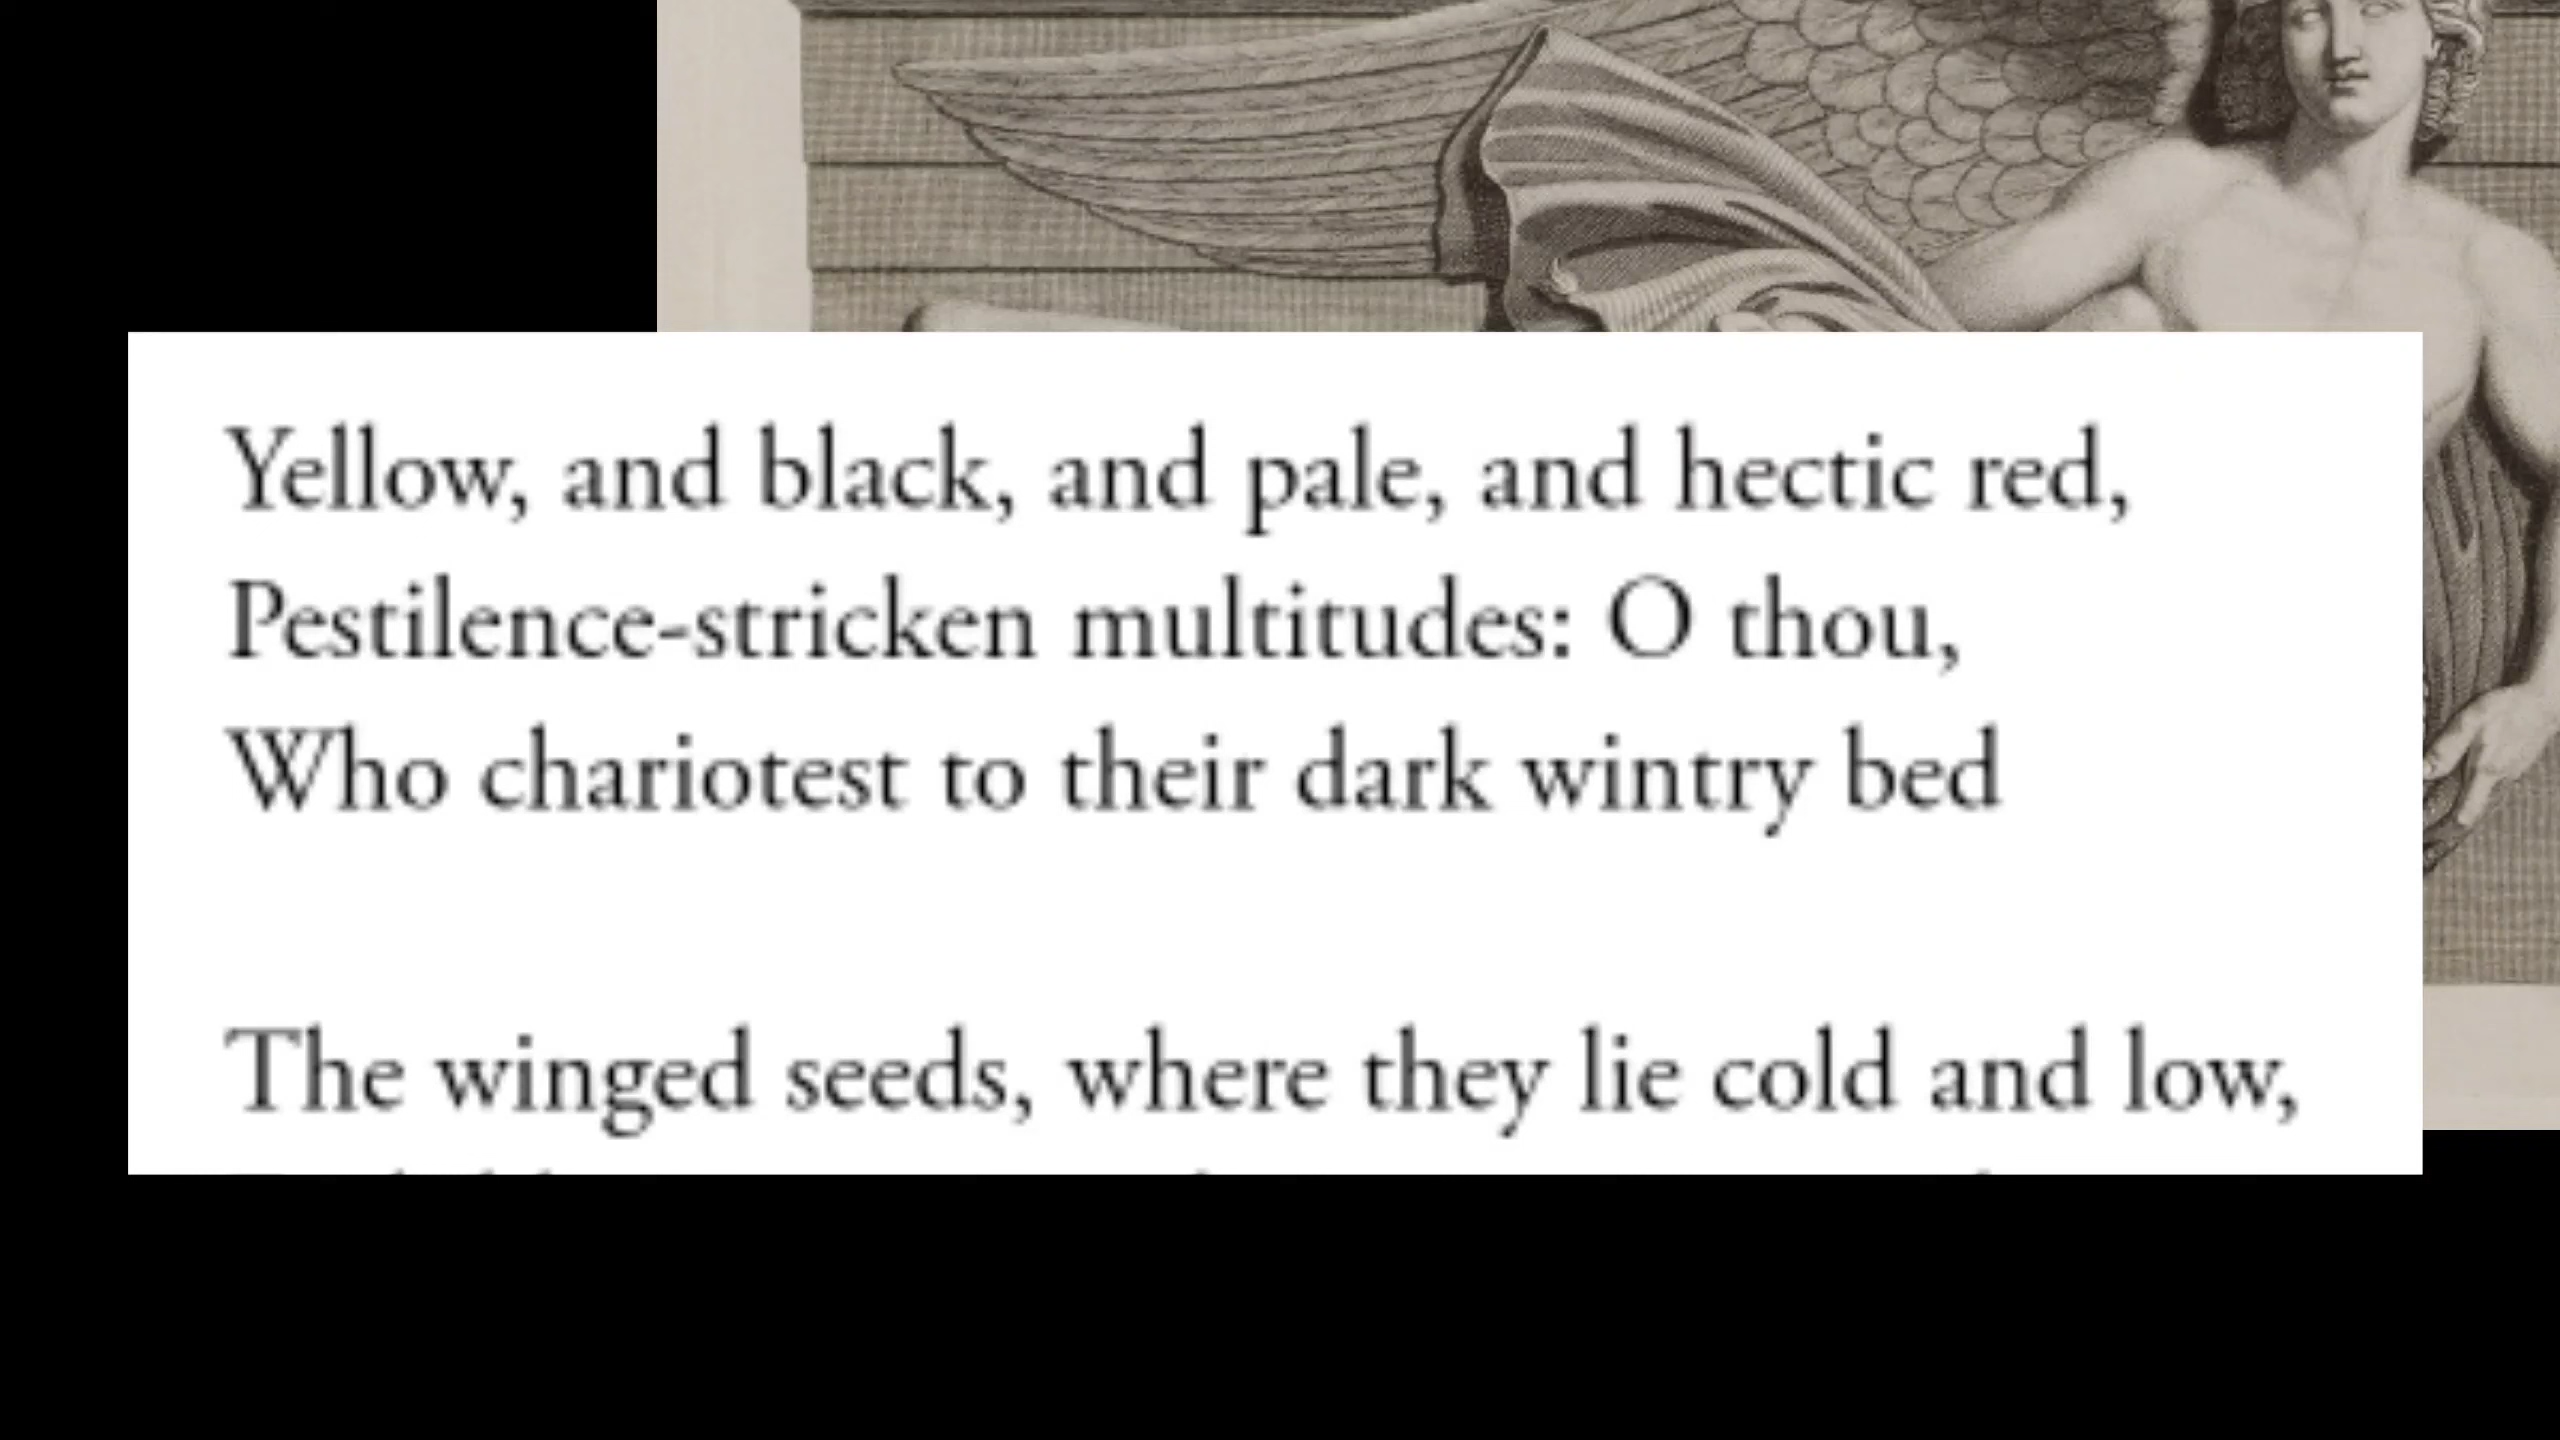 Yellow, and black, and pale, and hectic red,
Pestilence-stricken multitudes: O thou,
Who chariotest to their dark wintry bed
The winged seeds, where they lie cold and low,